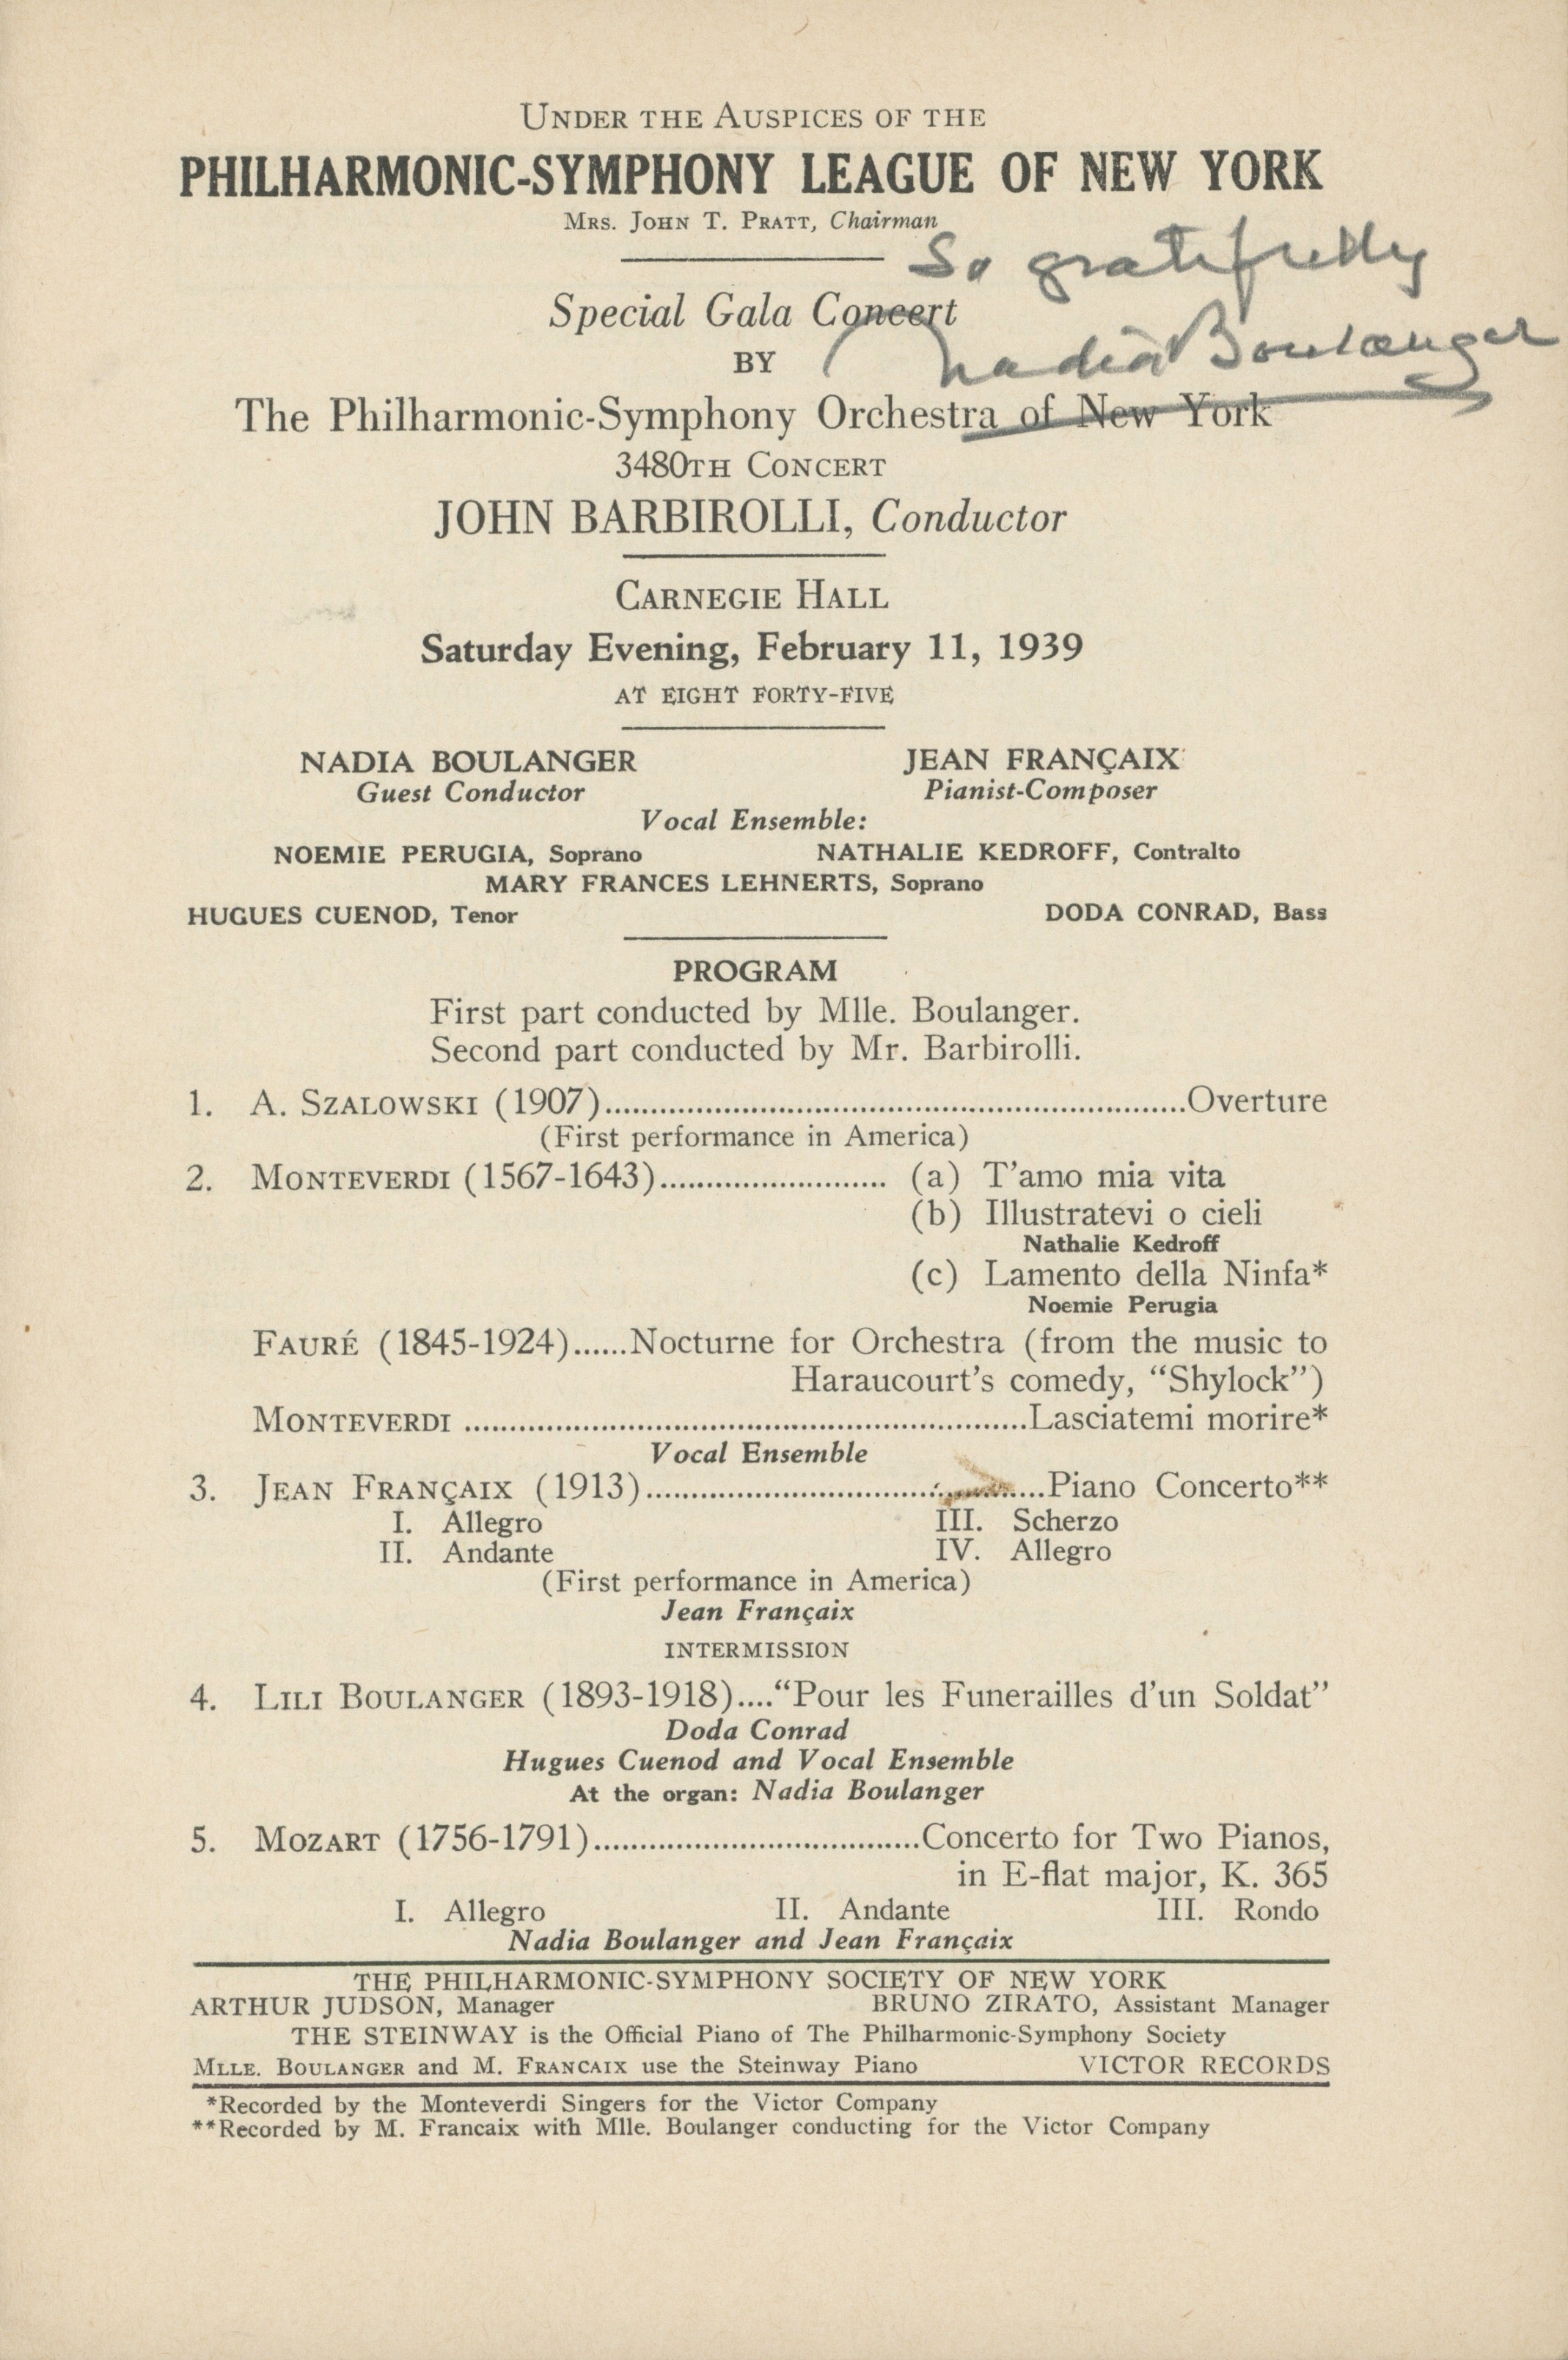 UNDER THE AUSPICES OF THE
PHILHARMONIC-SYMPHONY LEAGUE OF NEW YORK
MRS. JOHN T. PRATT, Chairman
So gratefully
Special Gala Concert
Nadia Boulanger
BY
The Philharmonic-Symphony Orchestra of New York
3480TH CONCERT
JOHN BARBIROLLI, Conductor
CARNEGIE HALL
Saturday Evening, February 11, 1939
AT EIGHT FORTY-FIVE
NADIA BOULANGER JEAN FRANÇAIX
Guest Conductor Pianist-Composer
Vocal Ensemble:
NOEMIE PERUGIA, Soprano NATHALIE KEDROFF, Contralto
MARY FRANCES LEHNERTS, Soprano
HUGUES CUENOD, Tenor DODA CONRAD, Bass
PROGRAM
First part conducted by Mlle. Boulanger.
Second part conducted by Mr. Barbirolli.
1. A. SZALOWSKI (1907)........Overture
(First performance in America)
2. MONTEVERDI (1567-1643)........ (a) T'amo mia vita
(b) Illustratevi o cieli
Nathalie Kedroff
(c) Lamento della Ninfa*
Noemie Perugia
FAURÉ (1845-1924)......Nocturne for Orchestra (from the music to
Haraucourt's comedy, "Shylock")
MONTEVERDI ........Lasciatemi morire*
Vocal Ensemble
3. JEAN FRANÇAIX (1913)........Piano Concerto**
I. Allegro III. Scherzo
II. Andante IV. Allegro
(First performance in America)
Jean Françaix
INTERMISSION
4. LILI BOULANGER (1893-1918)...."Pour les Funerailles d'un Soldat"
Doda Conrad
Hugues Cuenod and Vocal Ensemble
At the organ: Nadia Boulanger
5. MOZART (1756-1791)........Concerto for Two Pianos,
in E-flat major, K. 365
I. Allegro II. Andante III. Rondo
Nadia Boulanger and Jean Françaix
THE PHILHARMONIC-SYMPHONY SOCIETY OF NEW YORK
ARTHUR JUDSON, Manager BRUNO ZIRATO, Assistant Manager
THE STEINWAY is the Official Piano of The Philharmonic-Symphony Society
MLLE. BOULANGER and M. FRANCAIX use the Steinway Piano VICTOR RECORDS
*Recorded by the Monteverdi Singers for the Victor Company
**Recorded by M. Francaix with Mlle. Boulanger conducting for the Victor Company